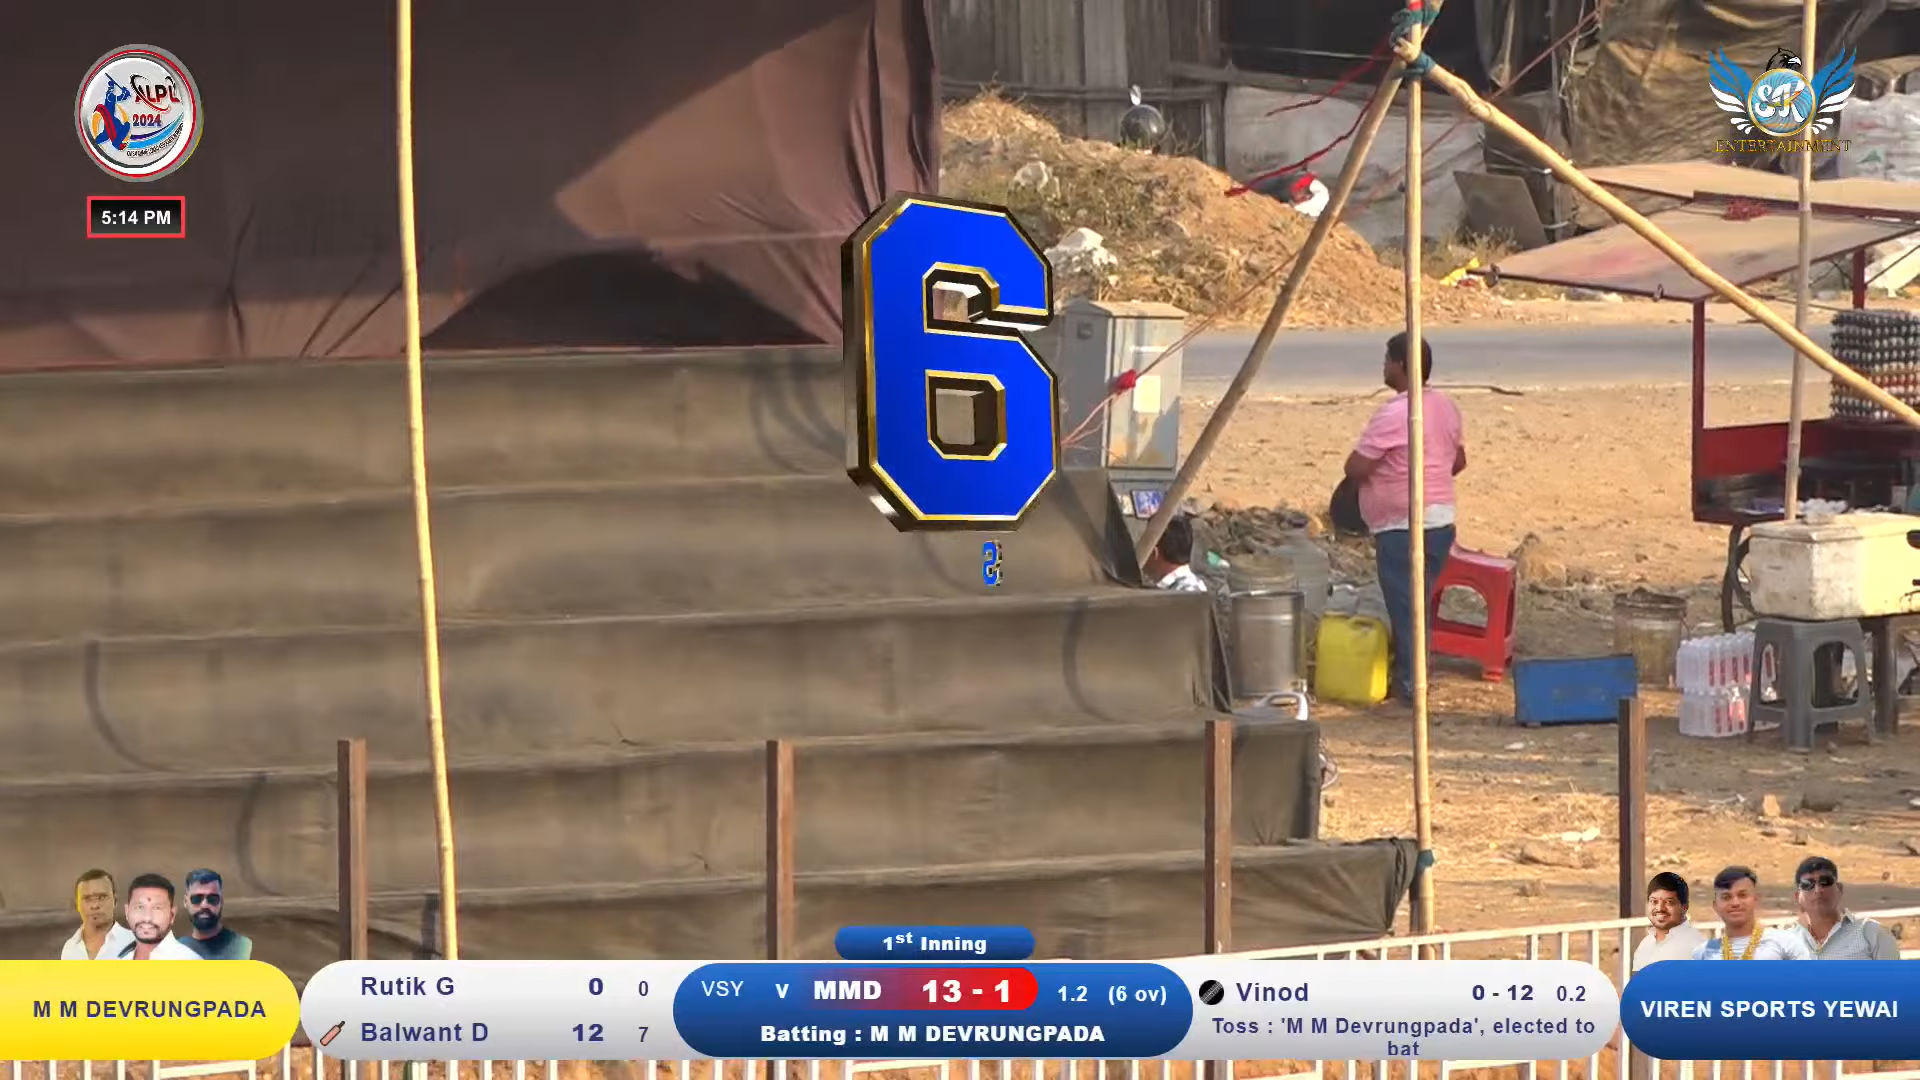 ALPL
2024
5:14 PM
SR
ENTERTAINMENT
6
1st Inning
M M DEVRUNGPADA
Rutik G 0 0
Balwant D 12 7
VSY v MMD 13 - 1 1.2 (6 ov)
Batting : M M DEVRUNGPADA
Vinod 0 - 12 0.2
Toss : 'M M Devrungpada', elected to
bat
VIREN SPORTS YEWAI